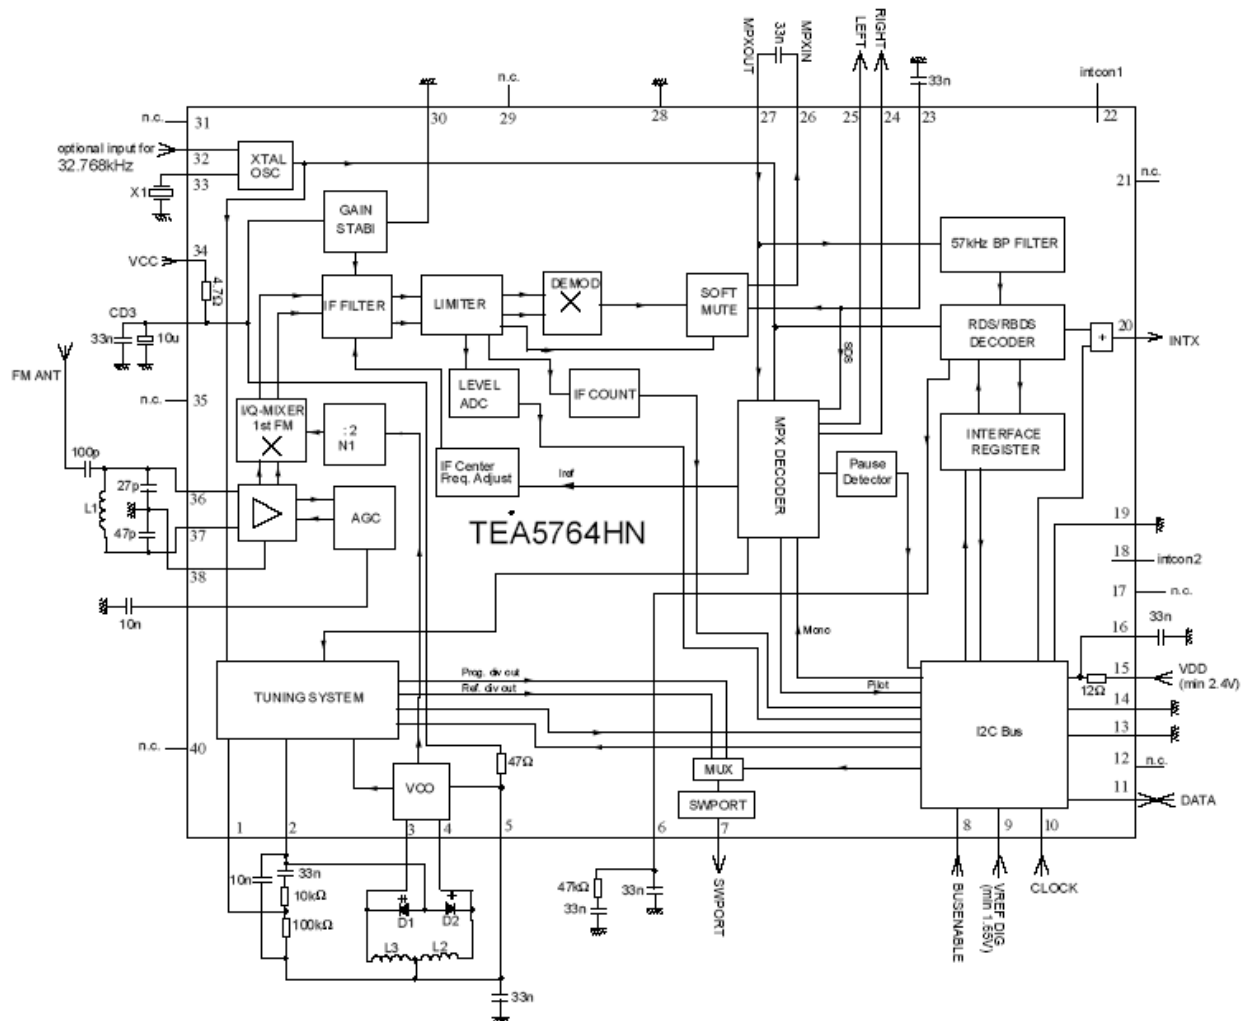 MPXOUT
33n
MPXIN
LEFT
RIGHT
33n
n.c.
intcon1
n.c.
31
30
29
28
27
26
25
24
23
22
optional input for
32.768kHz
32
33
X1
XTAL
OSC
GAIN
STABI
21
n.c.
57kHz BP FILTER
34
VCC
4.7Ω
CD3
33n
10u
IF FILTER
LIMITER
DEMOD
SOFT
MUTE
SDS
RDS/RBDS
DECODER
+
20
INTX
FM ANT
n.c.
35
I/Q-MIXER
1st FM
: 2
N1
LEVEL
ADC
IF COUNT
MPX DECODER
INTERFACE
REGISTER
100p
27p
L1
47p
36
37
38
AGC
IF Center
Freq. Adjust
Iref
Pause
Detector
TEA5764HN
19
18
intcon2
17
n.c.
10n
16
33n
Mono
15
VDD
(min 2.4V)
12Ω
TUNING SYSTEM
Prog. div out
Ref. div out
Pilot
I2C Bus
14
13
n.c.
40
47Ω
VCO
MUX
SWPORT
12
n.c.
11
DATA
1
2
3
4
5
6
7
8
9
10
10n
33n
10kΩ
100kΩ
D1
D2
L3
L2
33n
47kΩ
33n
33n
SWPORT
BUSENABLE
VREF DIG
(min 1.65V)
CLOCK